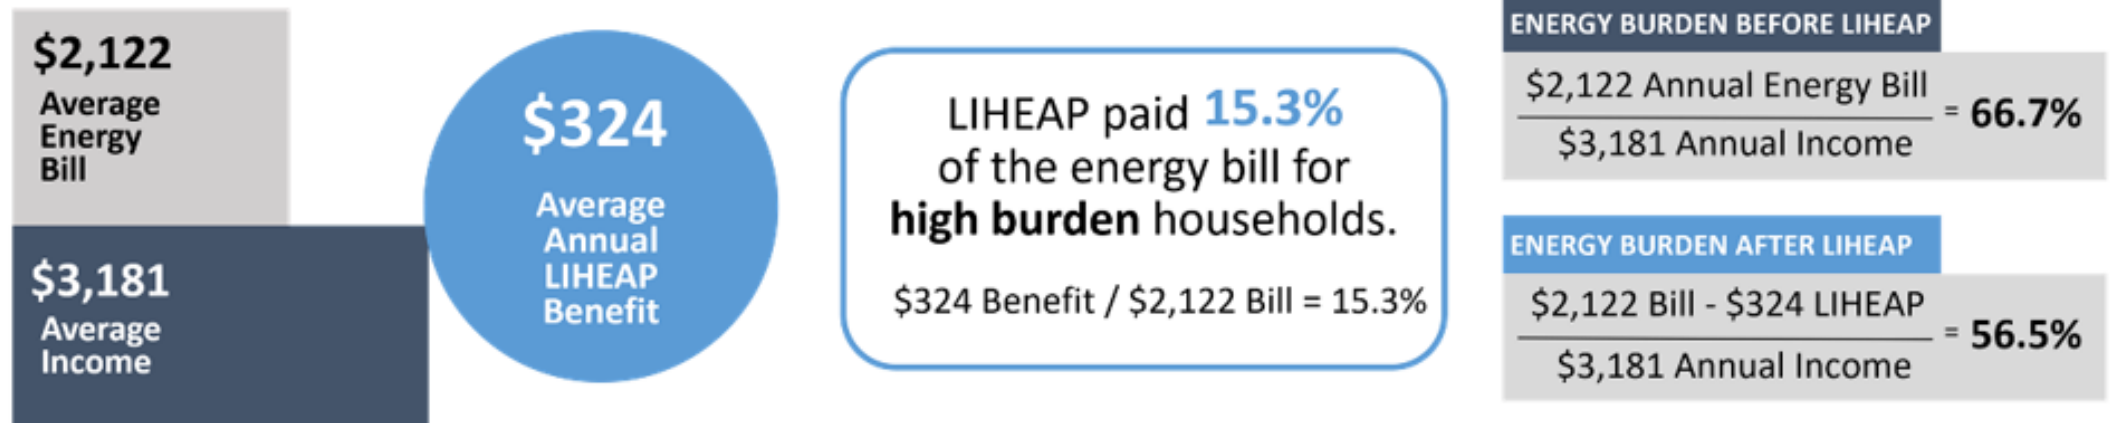 $2,122
Average
Energy
Bill
$3,181
Average
Income
$324
Average
Annual
LIHEAP
Benefit
LIHEAP paid 15.3%
of the energy bill for
high burden households.
$324 Benefit / $2,122 Bill = 15.3%
ENERGY BURDEN BEFORE LIHEAP
$2,122 Annual Energy Bill
= 66.7%
$3,181 Annual Income
ENERGY BURDEN AFTER LIHEAP
$2,122 Bill - $324 LIHEAP
= 56.5%
$3,181 Annual Income